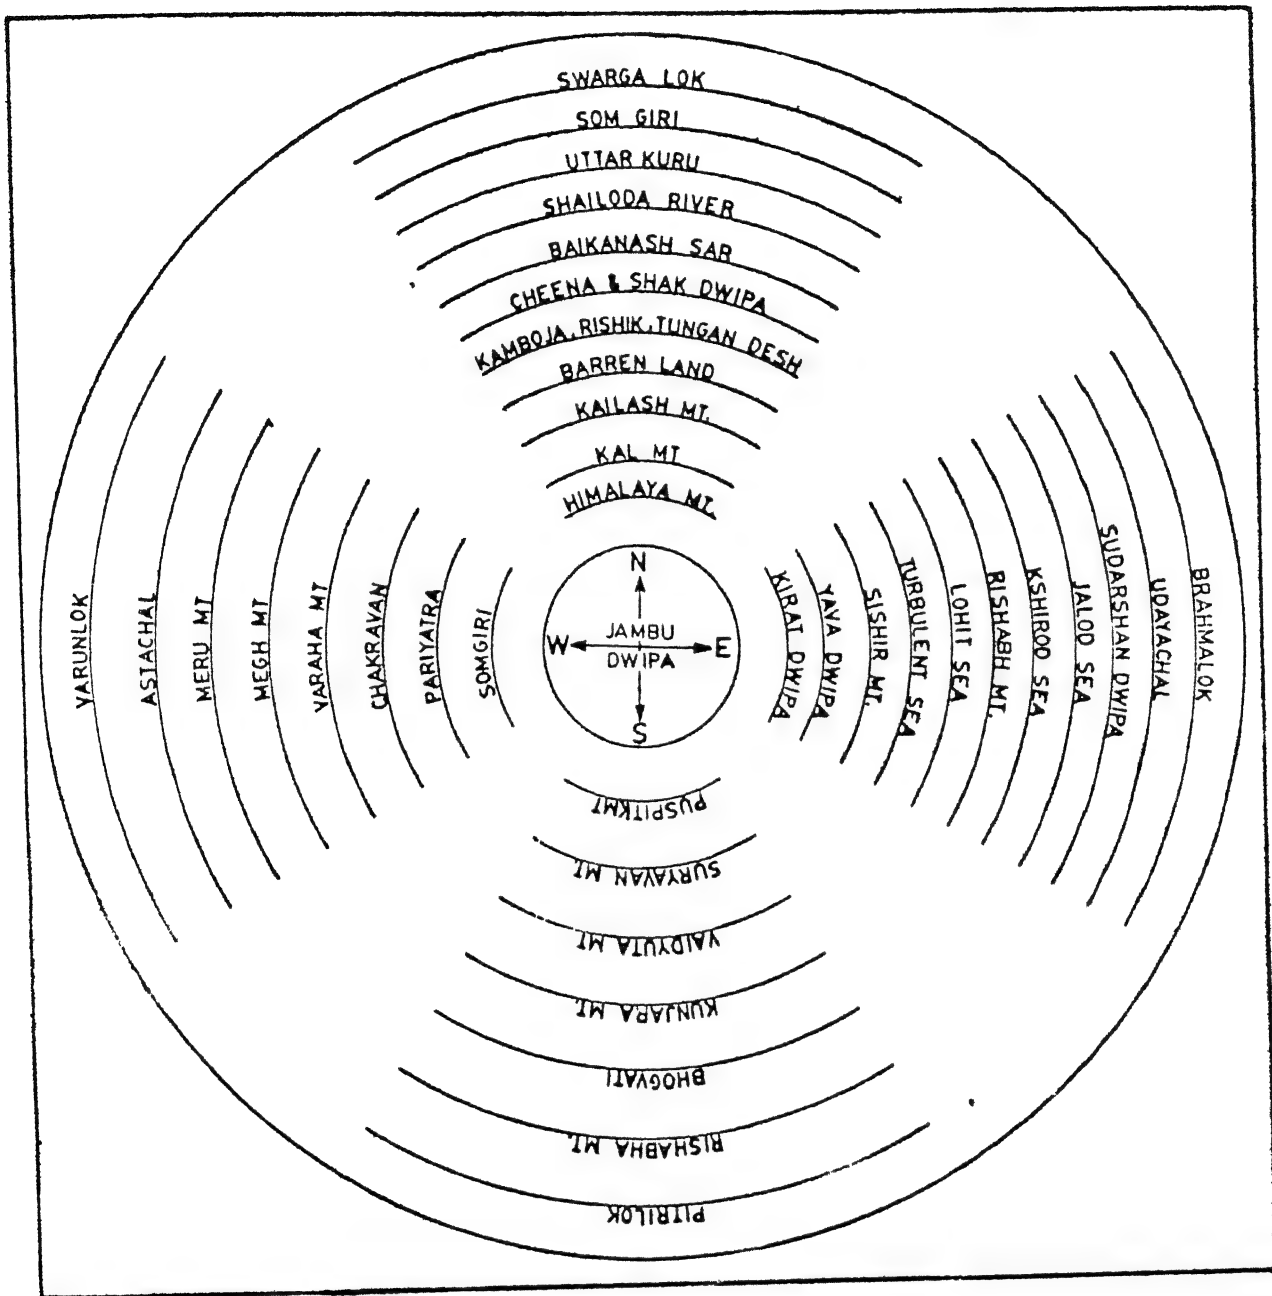 SWARGA LOK
SOM GIRI
UTTAR KURU
SHAILODA RIVER
BAIKANASH SAR
CHEENA & SHAK DWIPA
KAMBOJA, RISHIK, TUNGAN DESH
BARREN LAND
KAILASH MT.
KAL MT
HIMALAYA MT.
N
W
JAMBU
DWIPA
E
S
VARUNLOK
ASTACHAL
MERU MT
MEGH MT
VARAHA MT
CHAKRAVAN
PARIYATRA
SOMGIRI
KIRAT DWIPA
YAVA DWIPA
SISHIR MT.
TURBULENT SEA
LOHIT SEA
RISHABH MT.
KSHIROD SEA
JALOD SEA
SUDARSHAN DWIPA
UDAYACHAL
BRAHMALOK
PUSPITKMT
SURYAVAN MT.
VAIDYUTA MT
KUNJARA MT.
BHOGVATI
RISHABHA MT.
PITRILOK